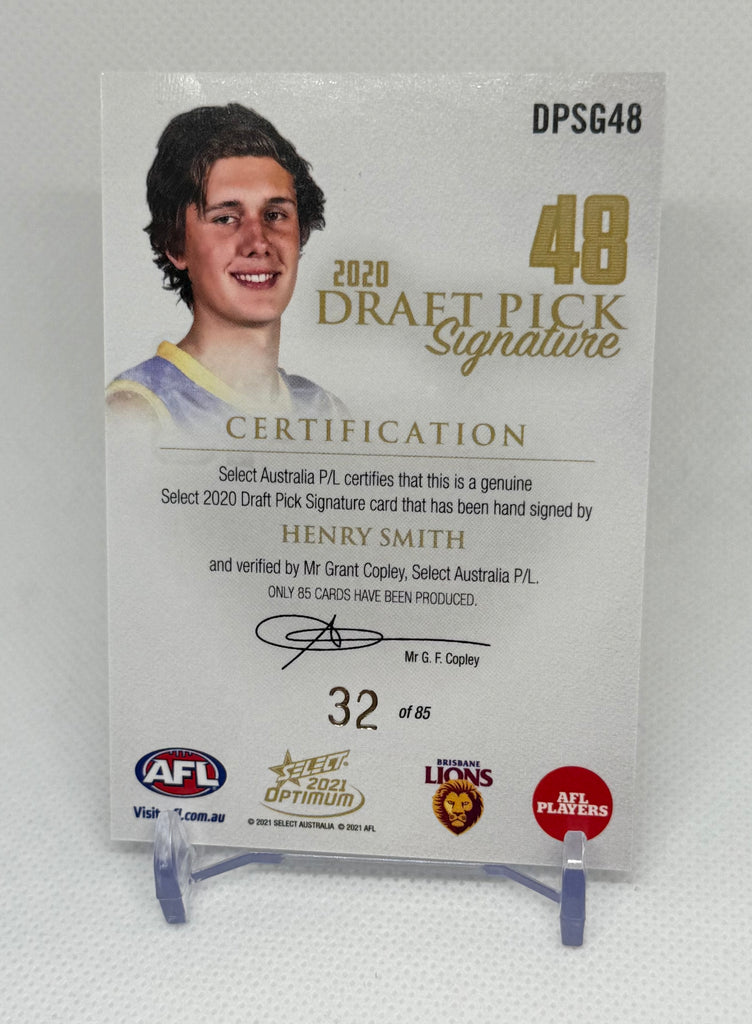 DPSG48
48
2020
DRAFT PICK
Signature
CERTIFICATION
Select Australia P/L certifies that this is a genuine
Select 2020 Draft Pick Signature card that has been hand signed by
HENRY SMITH
and verified by Mr Grant Copley, Select Australia P/L.
ONLY 85 CARDS HAVE BEEN PRODUCED.
Mr G. F. Copley
32 of 85
AFL
SELECT
2021
OPTIMUM
BRISBANE
LIONS
AFL
PLAYERS
© 2021 SELECT AUSTRALIA © 2021 AFL